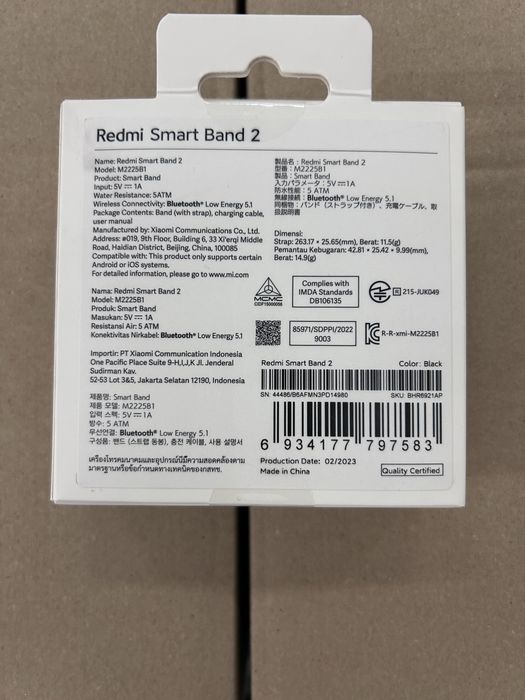 Redmi Smart Band 2
Name: Redmi Smart Band 2
Model: M2225B1
Product: Smart Band
Input: 5V⎓1A
Water Resistance: 5ATM
Wireless Connectivity: Bluetooth® Low Energy 5.1
Package Contents: Band (with strap), charging cable,
user manual
Manufactured by: Xiaomi Communications Co., Ltd.
Address: #019, 9th Floor, Building 6, 33 Xi'erqi Middle
Road, Haidian District, Beijing, China, 100085
Compatible with: This product only supports certain
Android or iOS systems.
For detailed information, please go to www.mi.com
Name: Redmi Smart Band 2
Model: M2225B1
Produk: Smart Band
Masukan: 5V⎓1A
Resistansi Air: 5 ATM
Konektivitas Nirkabel: Bluetooth® Low Energy 5.1
Importir: PT Xiaomi Communication Indonesia
One Pacific Place Suite 9-H,I,J,K Jl. Jenderal
Sudirman Kav.
52-53 Lot 3&5, Jakarta Selatan 12190, Indonesia
제품명: Smart Band
제품 모델: M2225B1
입력 스펙: 5V⎓1A
방수: 5 ATM
무선연결: Bluetooth® Low Energy 5.1
구성품: 밴드 (스트랩 동봉), 충전 케이블, 사용 설명서
เครื่องโทรคมนาคมและอุปกรณ์นี้มีความสอดคล้องตาม
มาตรฐานหรือข้อกำหนดทางเทคนิคของกสทช.
製品名: Redmi Smart Band 2
型番: M2225B1
製品: Smart Band
入力パラメータ: 5V⎓1A
防水性能: 5 ATM
無線接続: Bluetooth® Low Energy 5.1
同梱物: バンド (ストラップ付き)、充電ケーブル、取
扱説明書
Dimensi:
Strap: 263.17 × 25.65(mm), Berat: 11.5(g)
Pemantau Kebugaran: 42.81 × 25.42 × 9.99(mm),
Berat: 14.9(g)
MCMC
CIDF15000058
Complies with
IMDA Standards
DB106135
R 215-JUK049
85971/SDPPI/2022
9003
R-R-xmi-M2225B1
Redmi Smart Band 2 Color: Black
SN: 44486/B6AFMN3PD14980 SKU: BHR6921AP
6 934177 797583
Production Date: 02/2023
Made in China
Quality Certified